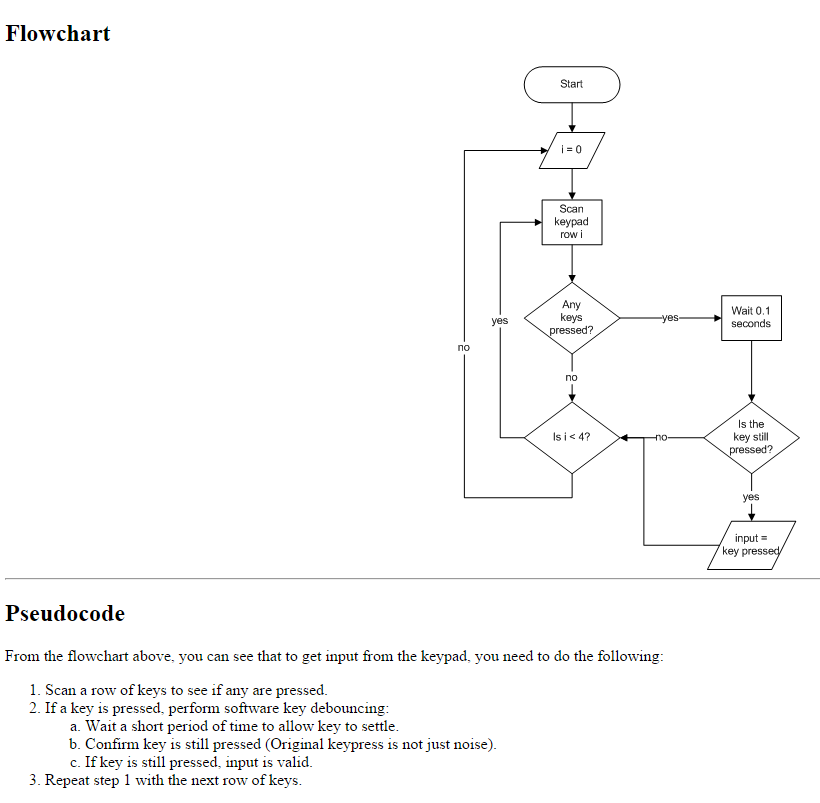 Flowchart
Start
i = 0
Scan
keypad
row i
Any
keys
pressed?
yes
Wait 0.1
seconds
yes
no
no
Is i < 4?
no
Is the
key still
pressed?
yes
input =
key pressed
Pseudocode
From the flowchart above, you can see that to get input from the keypad, you need to do the following:
1. Scan a row of keys to see if any are pressed.
2. If a key is pressed, perform software key debouncing:
a. Wait a short period of time to allow key to settle.
b. Confirm key is still pressed (Original keypress is not just noise).
c. If key is still pressed, input is valid.
3. Repeat step 1 with the next row of keys.